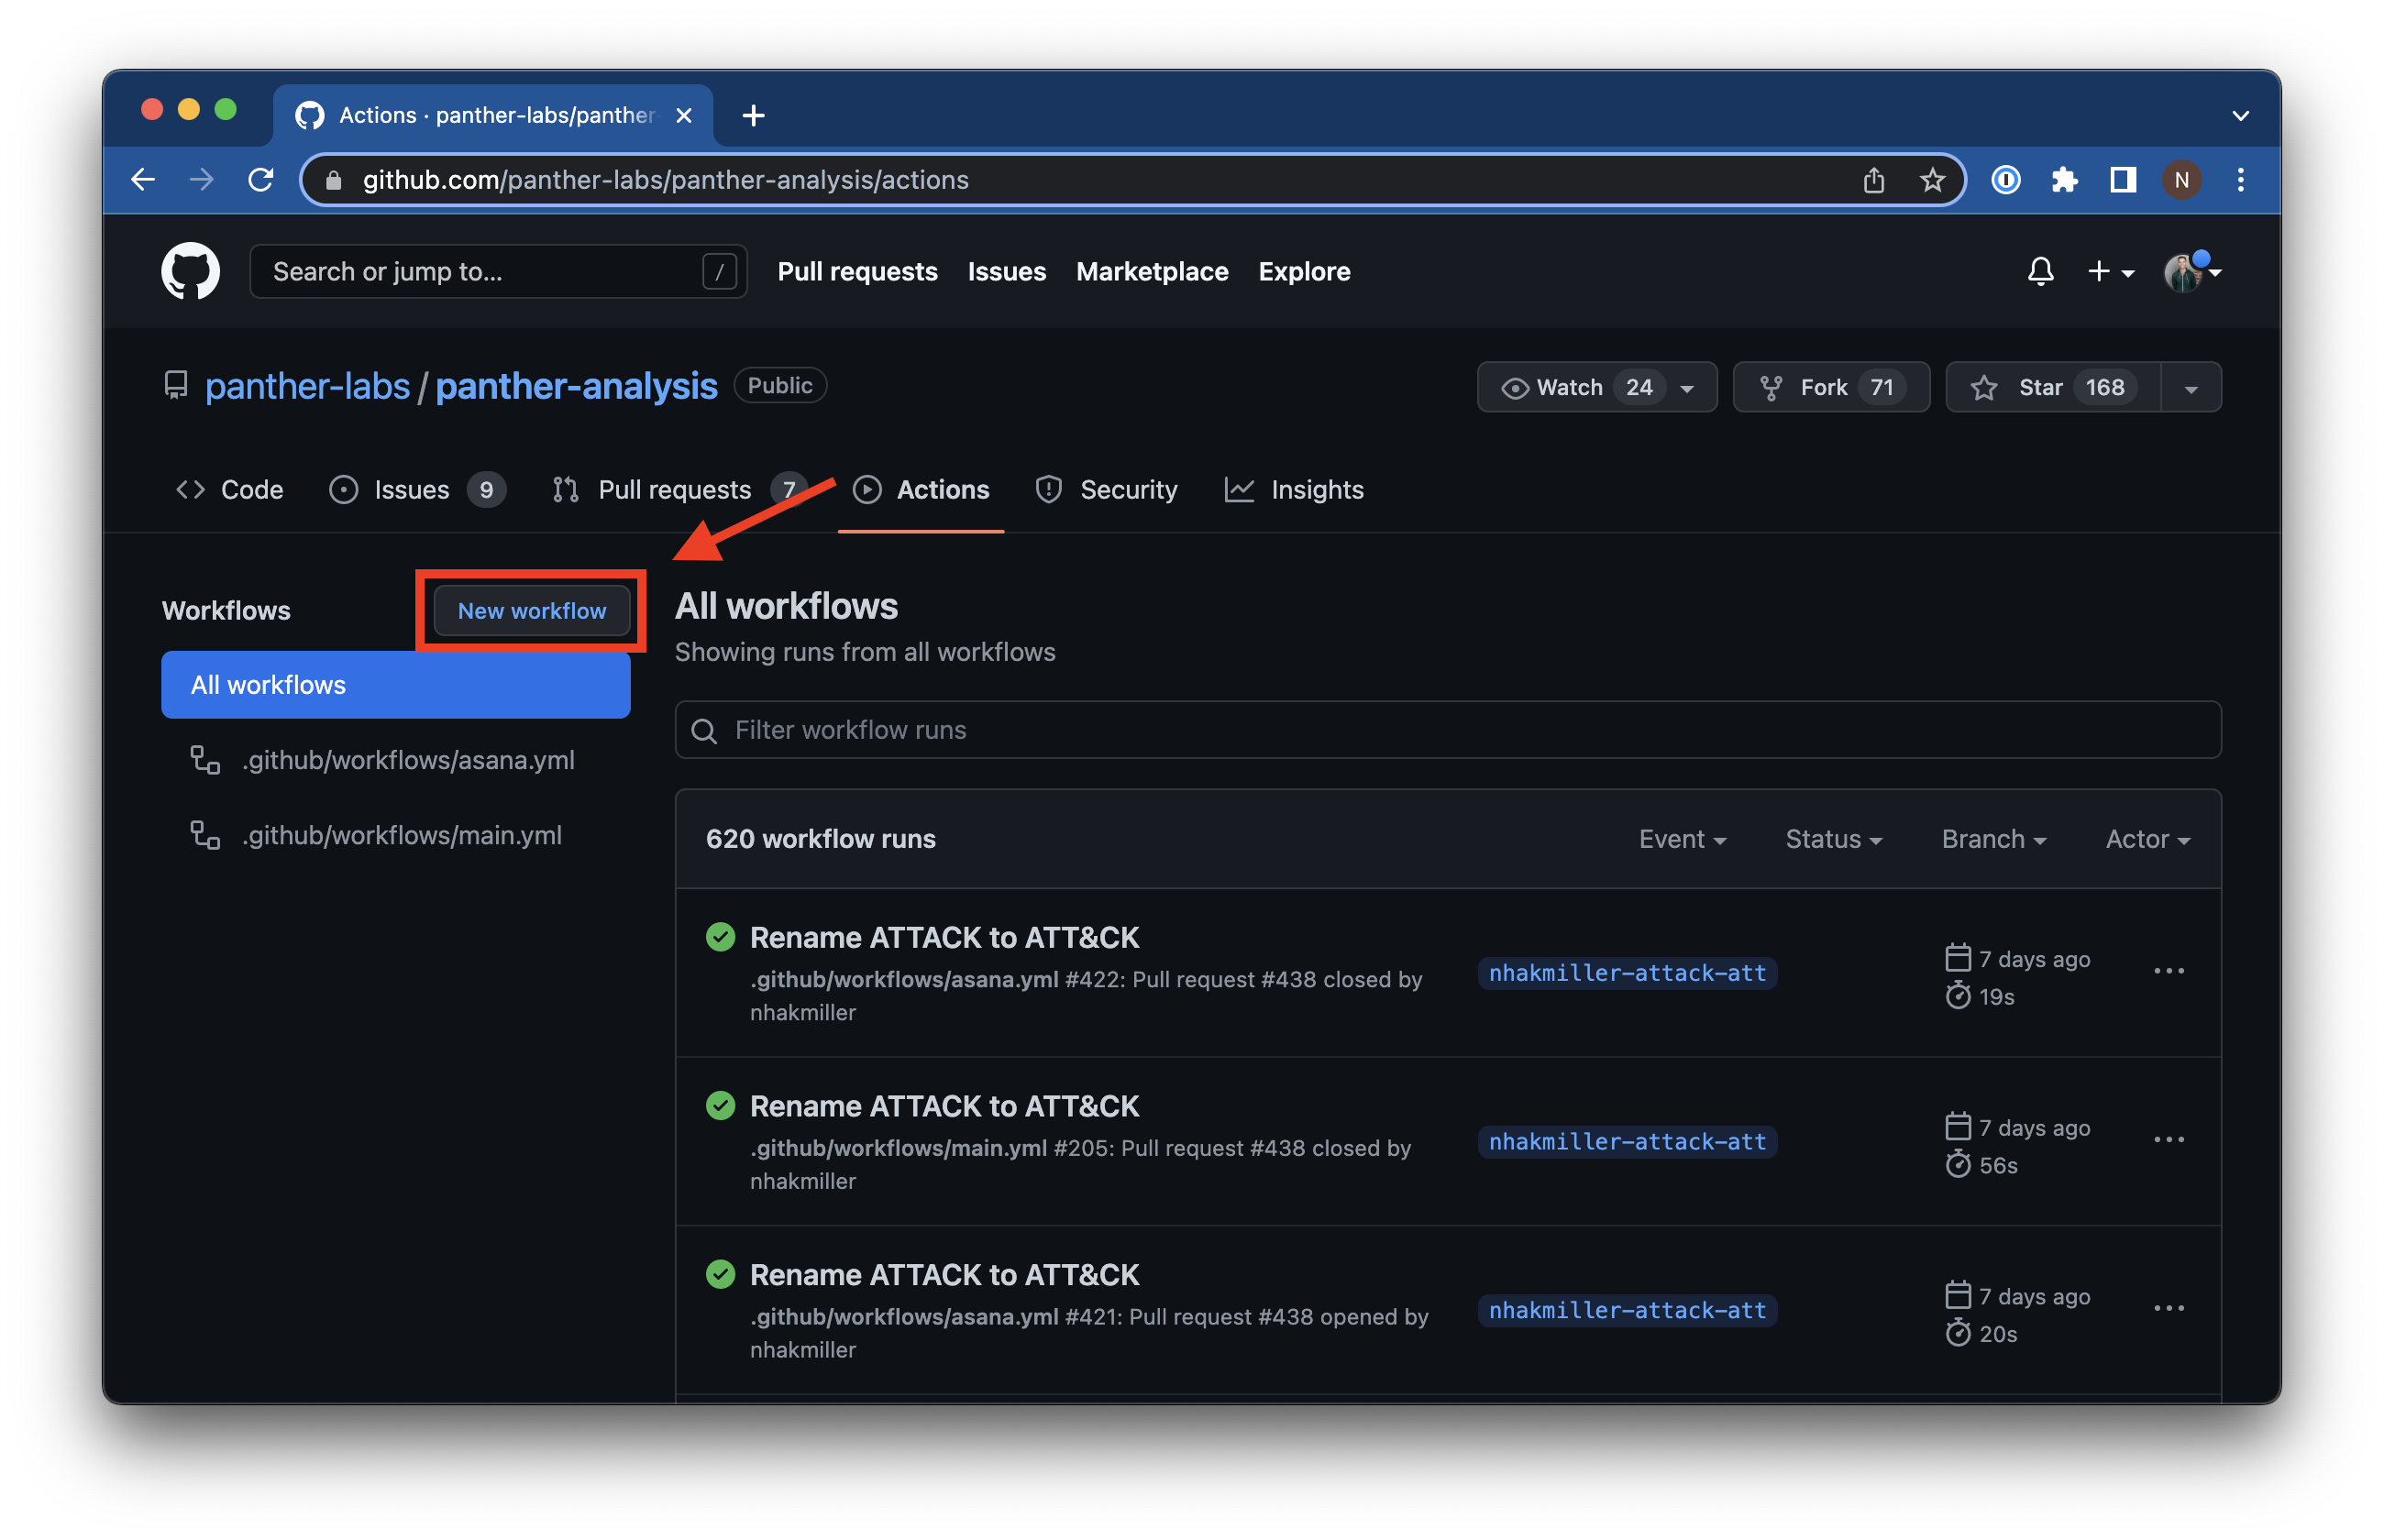 Actions · panther-labs/panther-
github.com/panther-labs/panther-analysis/actions
N
Search or jump to... /
Pull requests Issues Marketplace Explore
panther-labs / panther-analysis Public
Watch 24 Fork 71 Star 168
Code Issues 9 Pull requests 7 Actions Security Insights
Workflows New workflow
All workflows
.github/workflows/asana.yml
.github/workflows/main.yml
All workflows
Showing runs from all workflows
Filter workflow runs
620 workflow runs Event Status Branch Actor
Rename ATTACK to ATT&CK
.github/workflows/asana.yml #422: Pull request #438 closed by
nhakmiller
nhakmiller-attack-att
7 days ago
19s
Rename ATTACK to ATT&CK
.github/workflows/main.yml #205: Pull request #438 closed by
nhakmiller
nhakmiller-attack-att
7 days ago
56s
Rename ATTACK to ATT&CK
.github/workflows/asana.yml #421: Pull request #438 opened by
nhakmiller
nhakmiller-attack-att
7 days ago
20s